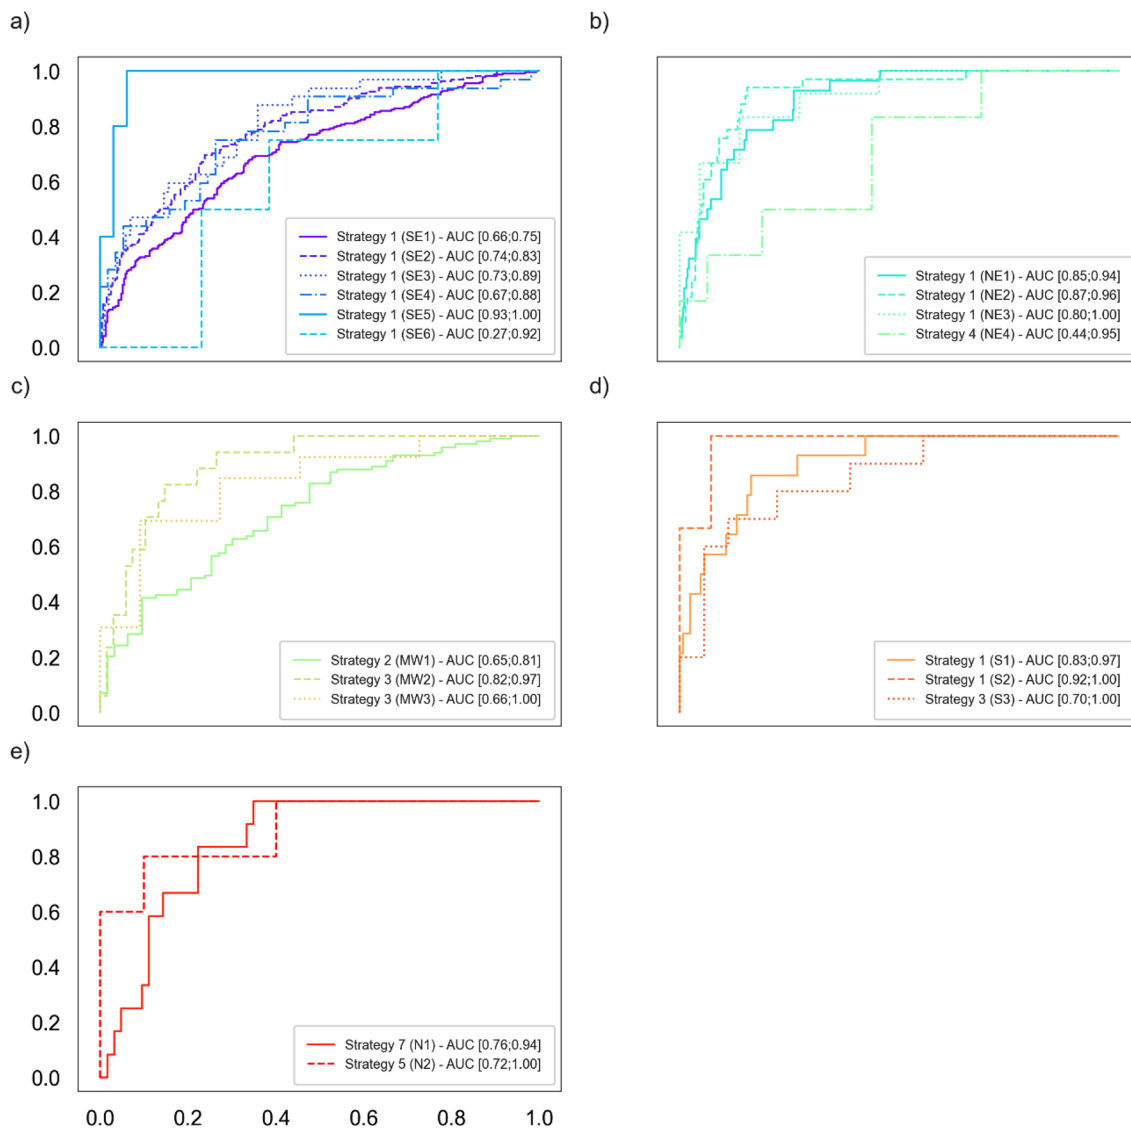 a)
1.0
0.8
0.6
0.4
0.2
0.0
Strategy 1 (SE1) - AUC [0.66;0.75]
Strategy 1 (SE2) - AUC [0.74;0.83]
Strategy 1 (SE3) - AUC [0.73;0.89]
Strategy 1 (SE4) - AUC [0.67;0.88]
Strategy 1 (SE5) - AUC [0.93;1.00]
Strategy 1 (SE6) - AUC [0.27;0.92]
b)
Strategy 1 (NE1) - AUC [0.85;0.94]
Strategy 1 (NE2) - AUC [0.87;0.96]
Strategy 1 (NE3) - AUC [0.80;1.00]
Strategy 4 (NE4) - AUC [0.44;0.95]
c)
1.0
0.8
0.6
0.4
0.2
0.0
Strategy 2 (MW1) - AUC [0.65;0.81]
Strategy 3 (MW2) - AUC [0.82;0.97]
Strategy 3 (MW3) - AUC [0.66;1.00]
d)
Strategy 1 (S1) - AUC [0.83;0.97]
Strategy 1 (S2) - AUC [0.92;1.00]
Strategy 3 (S3) - AUC [0.70;1.00]
e)
1.0
0.8
0.6
0.4
0.2
0.0
Strategy 7 (N1) - AUC [0.76;0.94]
Strategy 5 (N2) - AUC [0.72;1.00]
0.0 0.2 0.4 0.6 0.8 1.0